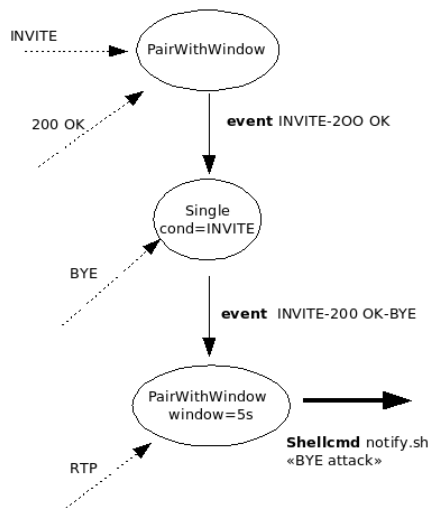 INVITE
PairWithWindow
200 OK
event INVITE-2OO OK
Single
cond=INVITE
BYE
event INVITE-200 OK-BYE
PairWithWindow
window=5s
Shellcmd notify.sh
«BYE attack»
RTP